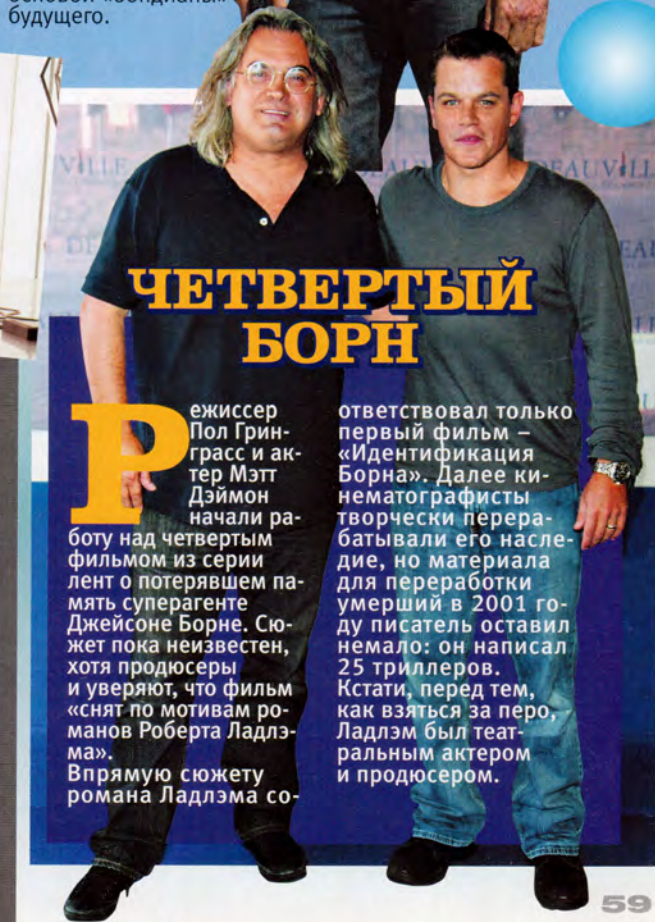 будущего.
ЧЕТВЕРТЫЙ
БОРН
Режиссер
Пол Грин-
грасс и ак-
тер Мэтт
Дэймон
начали ра-
боту над четвертым
фильмом из серии
лент о потерявшем па-
мять суперагенте
Джейсоне Борне. Сю-
жет пока неизвестен,
хотя продюсеры
и уверяют, что фильм
«снят по мотивам ро-
манов Роберта Ладлэ-
ма».
Впрямую сюжету
романа Ладлэма со-
ответствовал только
первый фильм –
«Идентификация
Борна». Далее ки-
нематографисты
творчески перера-
батывали его насле-
дие, но материала
для переработки
умерший в 2001 го-
ду писатель оставил
немало: он написал
25 триллеров.
Кстати, перед тем,
как взяться за перо,
Ладлэм был теат-
ральным актером
и продюсером.
59